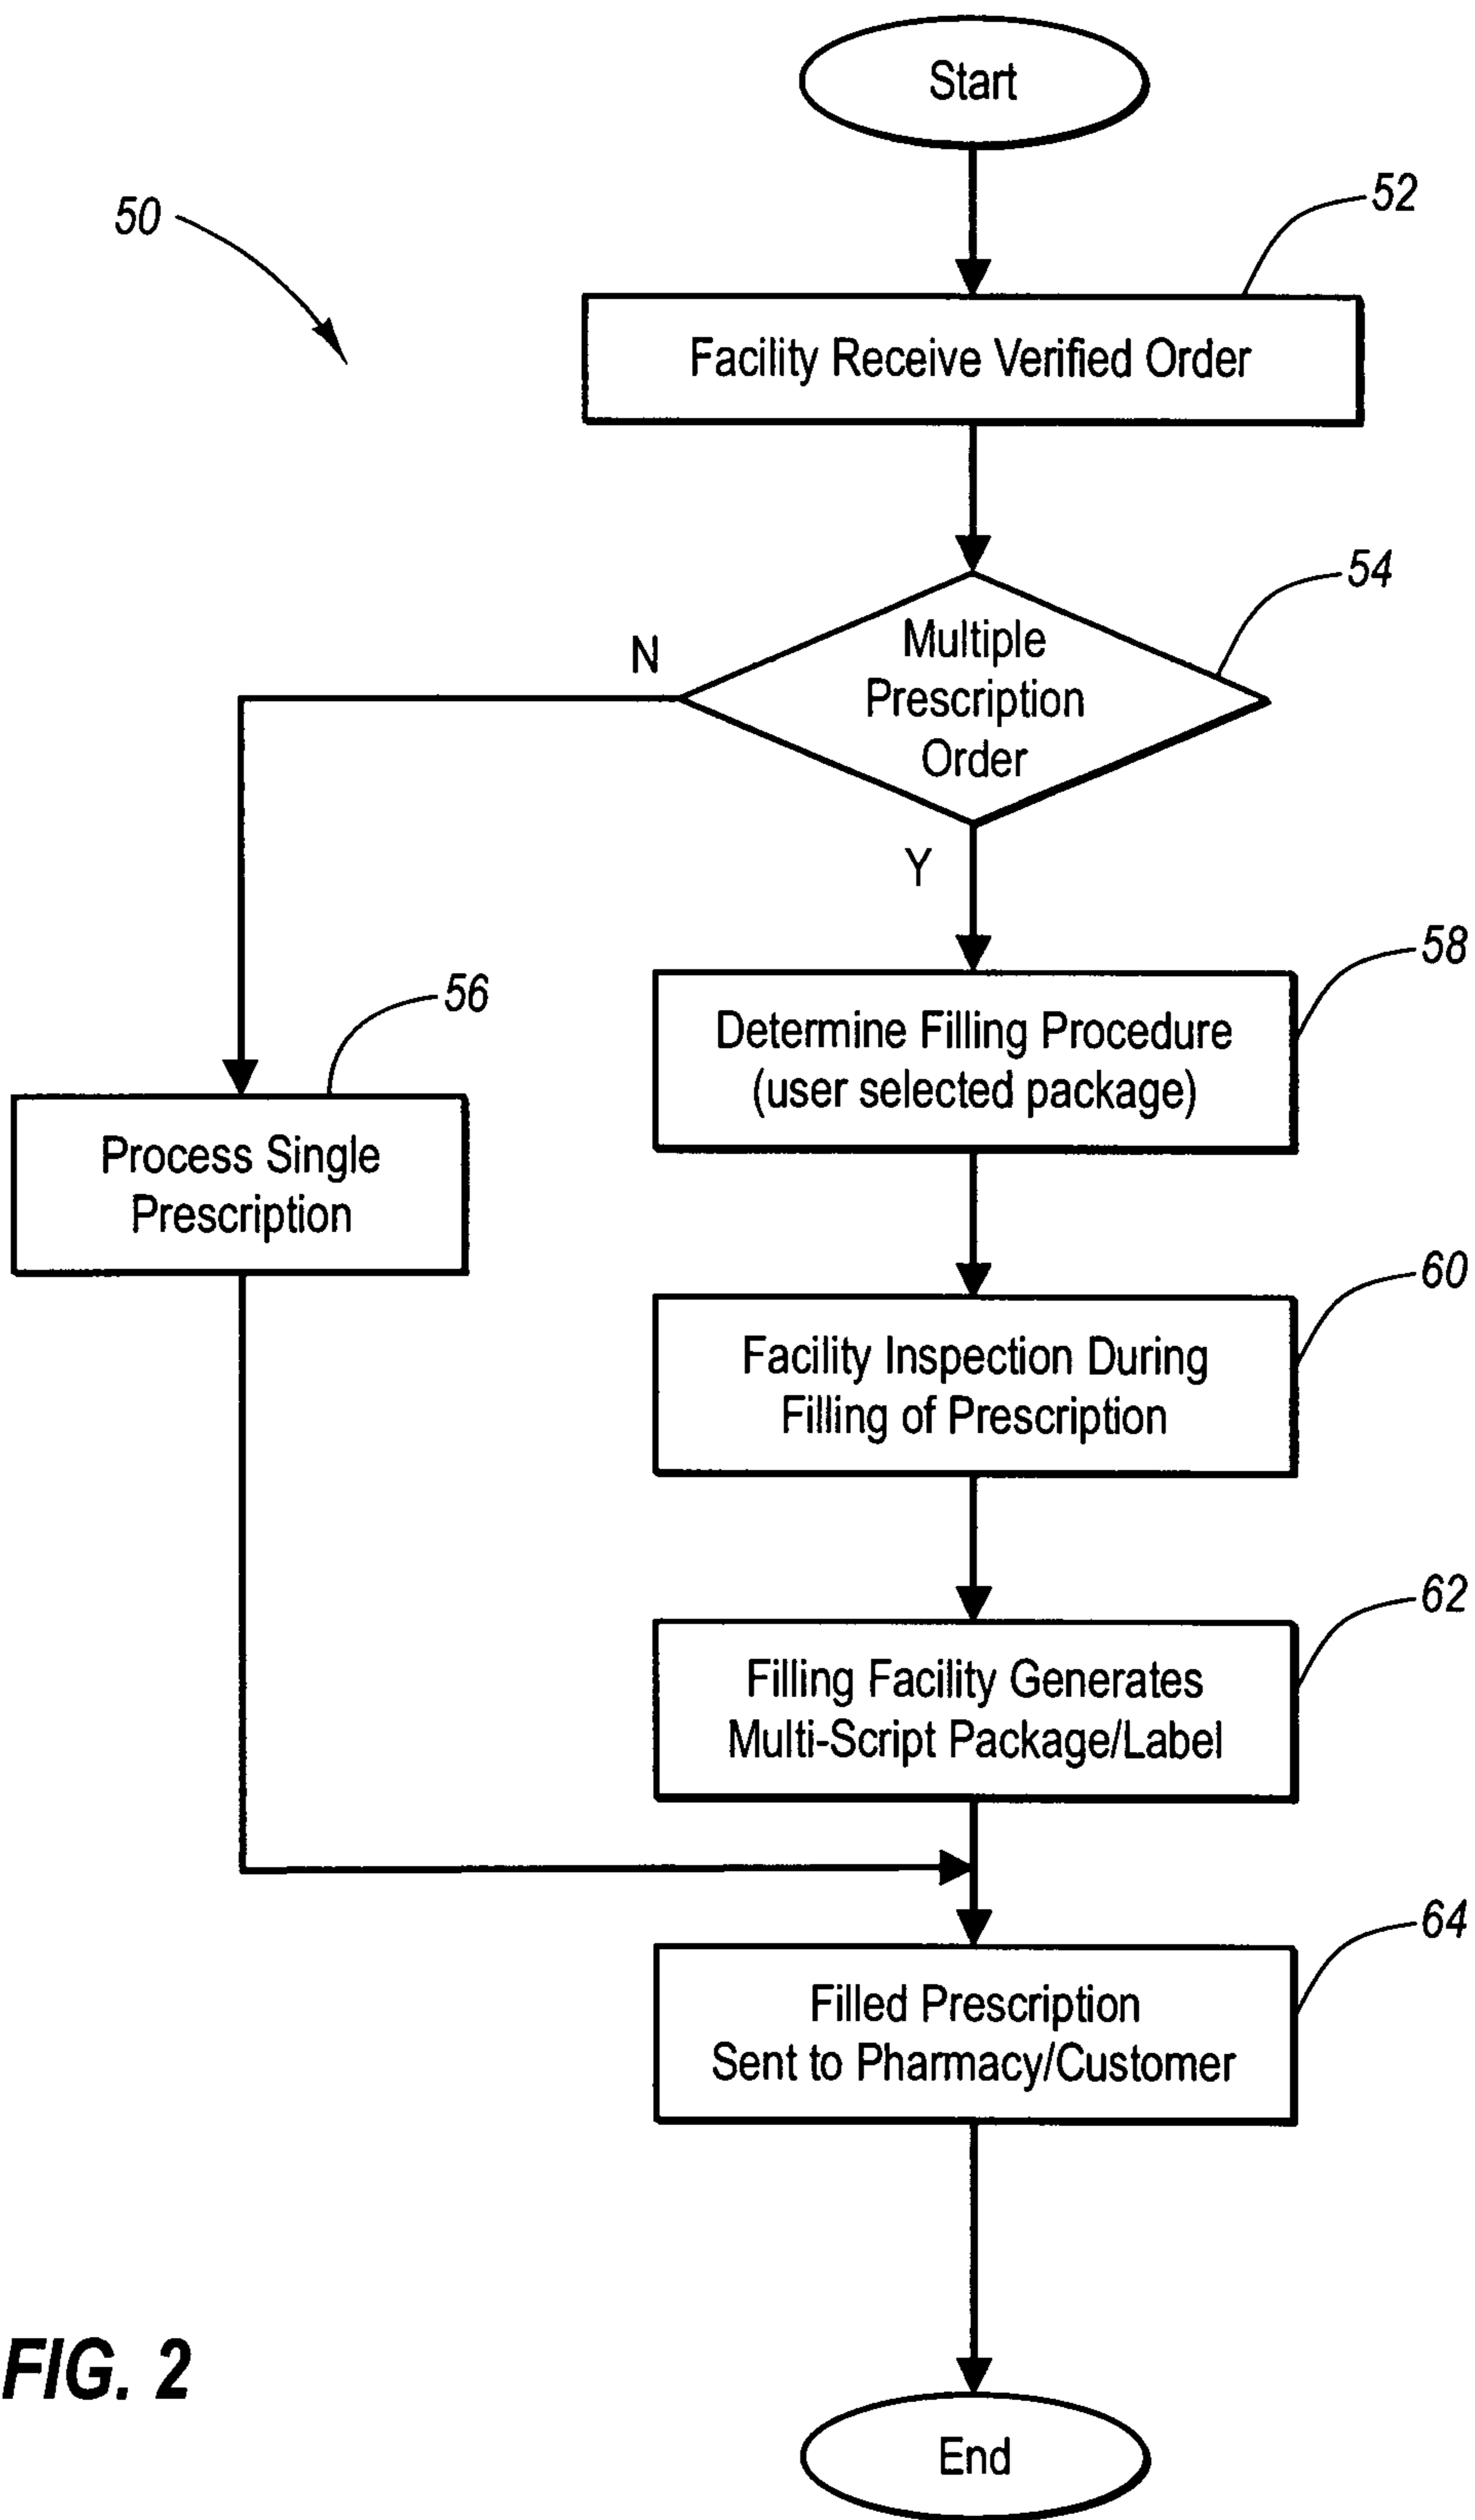 Start
50
52
Facility Receive Verified Order
54
N
Multiple
Prescription
Order
Y
58
Determine Filling Procedure
(user selected package)
56
Process Single
Prescription
60
Facility Inspection During
Filling of Prescription
62
Filling Facility Generates
Multi-Script Package/Label
64
Filled Prescription
Sent to Pharmacy/Customer
FIG. 2
End